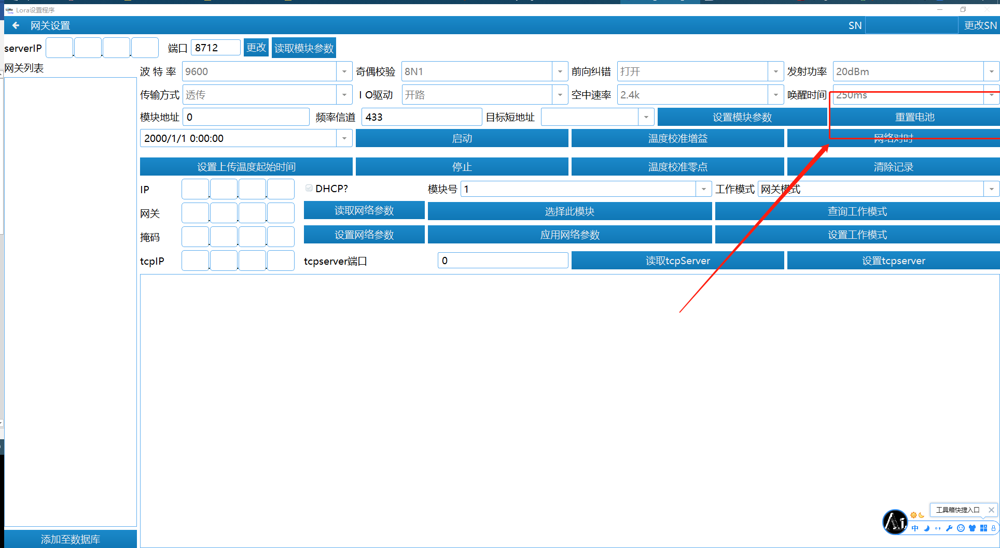 Lora设置程序
网关设置 SN 更改SN
serverIP 端口 8712 更改 读取模块参数
网关列表
波 特 率 9600 奇偶校验 8N1 前向纠错 打开 发射功率 20dBm
传输方式 透传 I O驱动 开路 空中速率 2.4k 唤醒时间 250ms
模块地址 0 频率信道 433 目标短地址 设置模块参数 重置电池
2000/1/1 0:00:00 启动 温度校准增益 网络对时
设置上传温度起始时间 停止 温度校准零点 清除记录
IP DHCP? 模块号 1 工作模式 网关模式
网关 读取网络参数 选择此模块 查询工作模式
掩码 设置网络参数 应用网络参数 设置工作模式
tcpIP tcpserver端口 0 读取tcpServer 设置tcpserver
工具箱快捷入口
Ai 中
添加至数据库